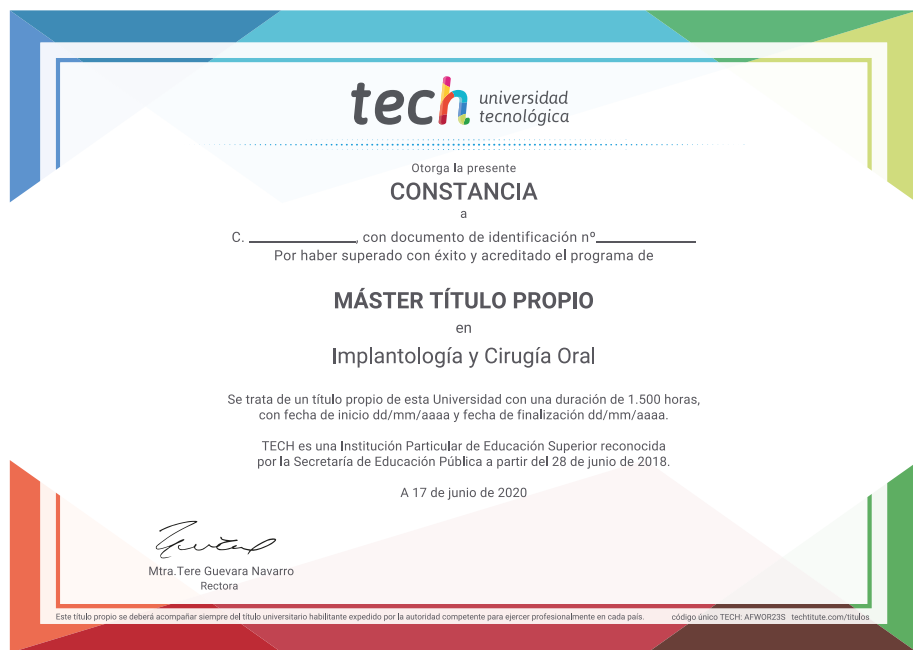 tech universidad
tecnológica
Otorga la presente
CONSTANCIA
a
C. ____________, con documento de identificación nº____________
Por haber superado con éxito y acreditado el programa de
MÁSTER TÍTULO PROPIO
en
Implantología y Cirugía Oral
Se trata de un título propio de esta Universidad con una duración de 1.500 horas,
con fecha de inicio dd/mm/aaaa y fecha de finalización dd/mm/aaaa.
TECH es una Institución Particular de Educación Superior reconocida
por la Secretaría de Educación Pública a partir del 28 de junio de 2018.
A 17 de junio de 2020
Mtra.Tere Guevara Navarro
Rectora
Este título propio se deberá acompañar siempre del título universitario habilitante expedido por la autoridad competente para ejercer profesionalmente en cada país. código único TECH: AFWOR23S techtitute.com/titulos